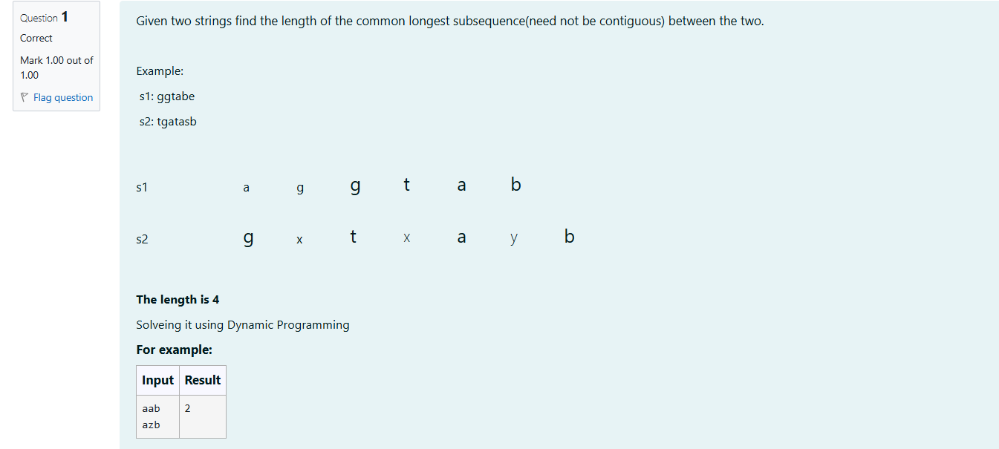 Question 1
Correct
Mark 1.00 out of
1.00
Flag question
Given two strings find the length of the common longest subsequence(need not be contiguous) between the two.
Example:
s1: ggtabe
s2: tgatasb
s1 a g g t a b
s2 g x t x a y b
The length is 4
Solveing it using Dynamic Programming
For example:
Input Result
aab 2
azb